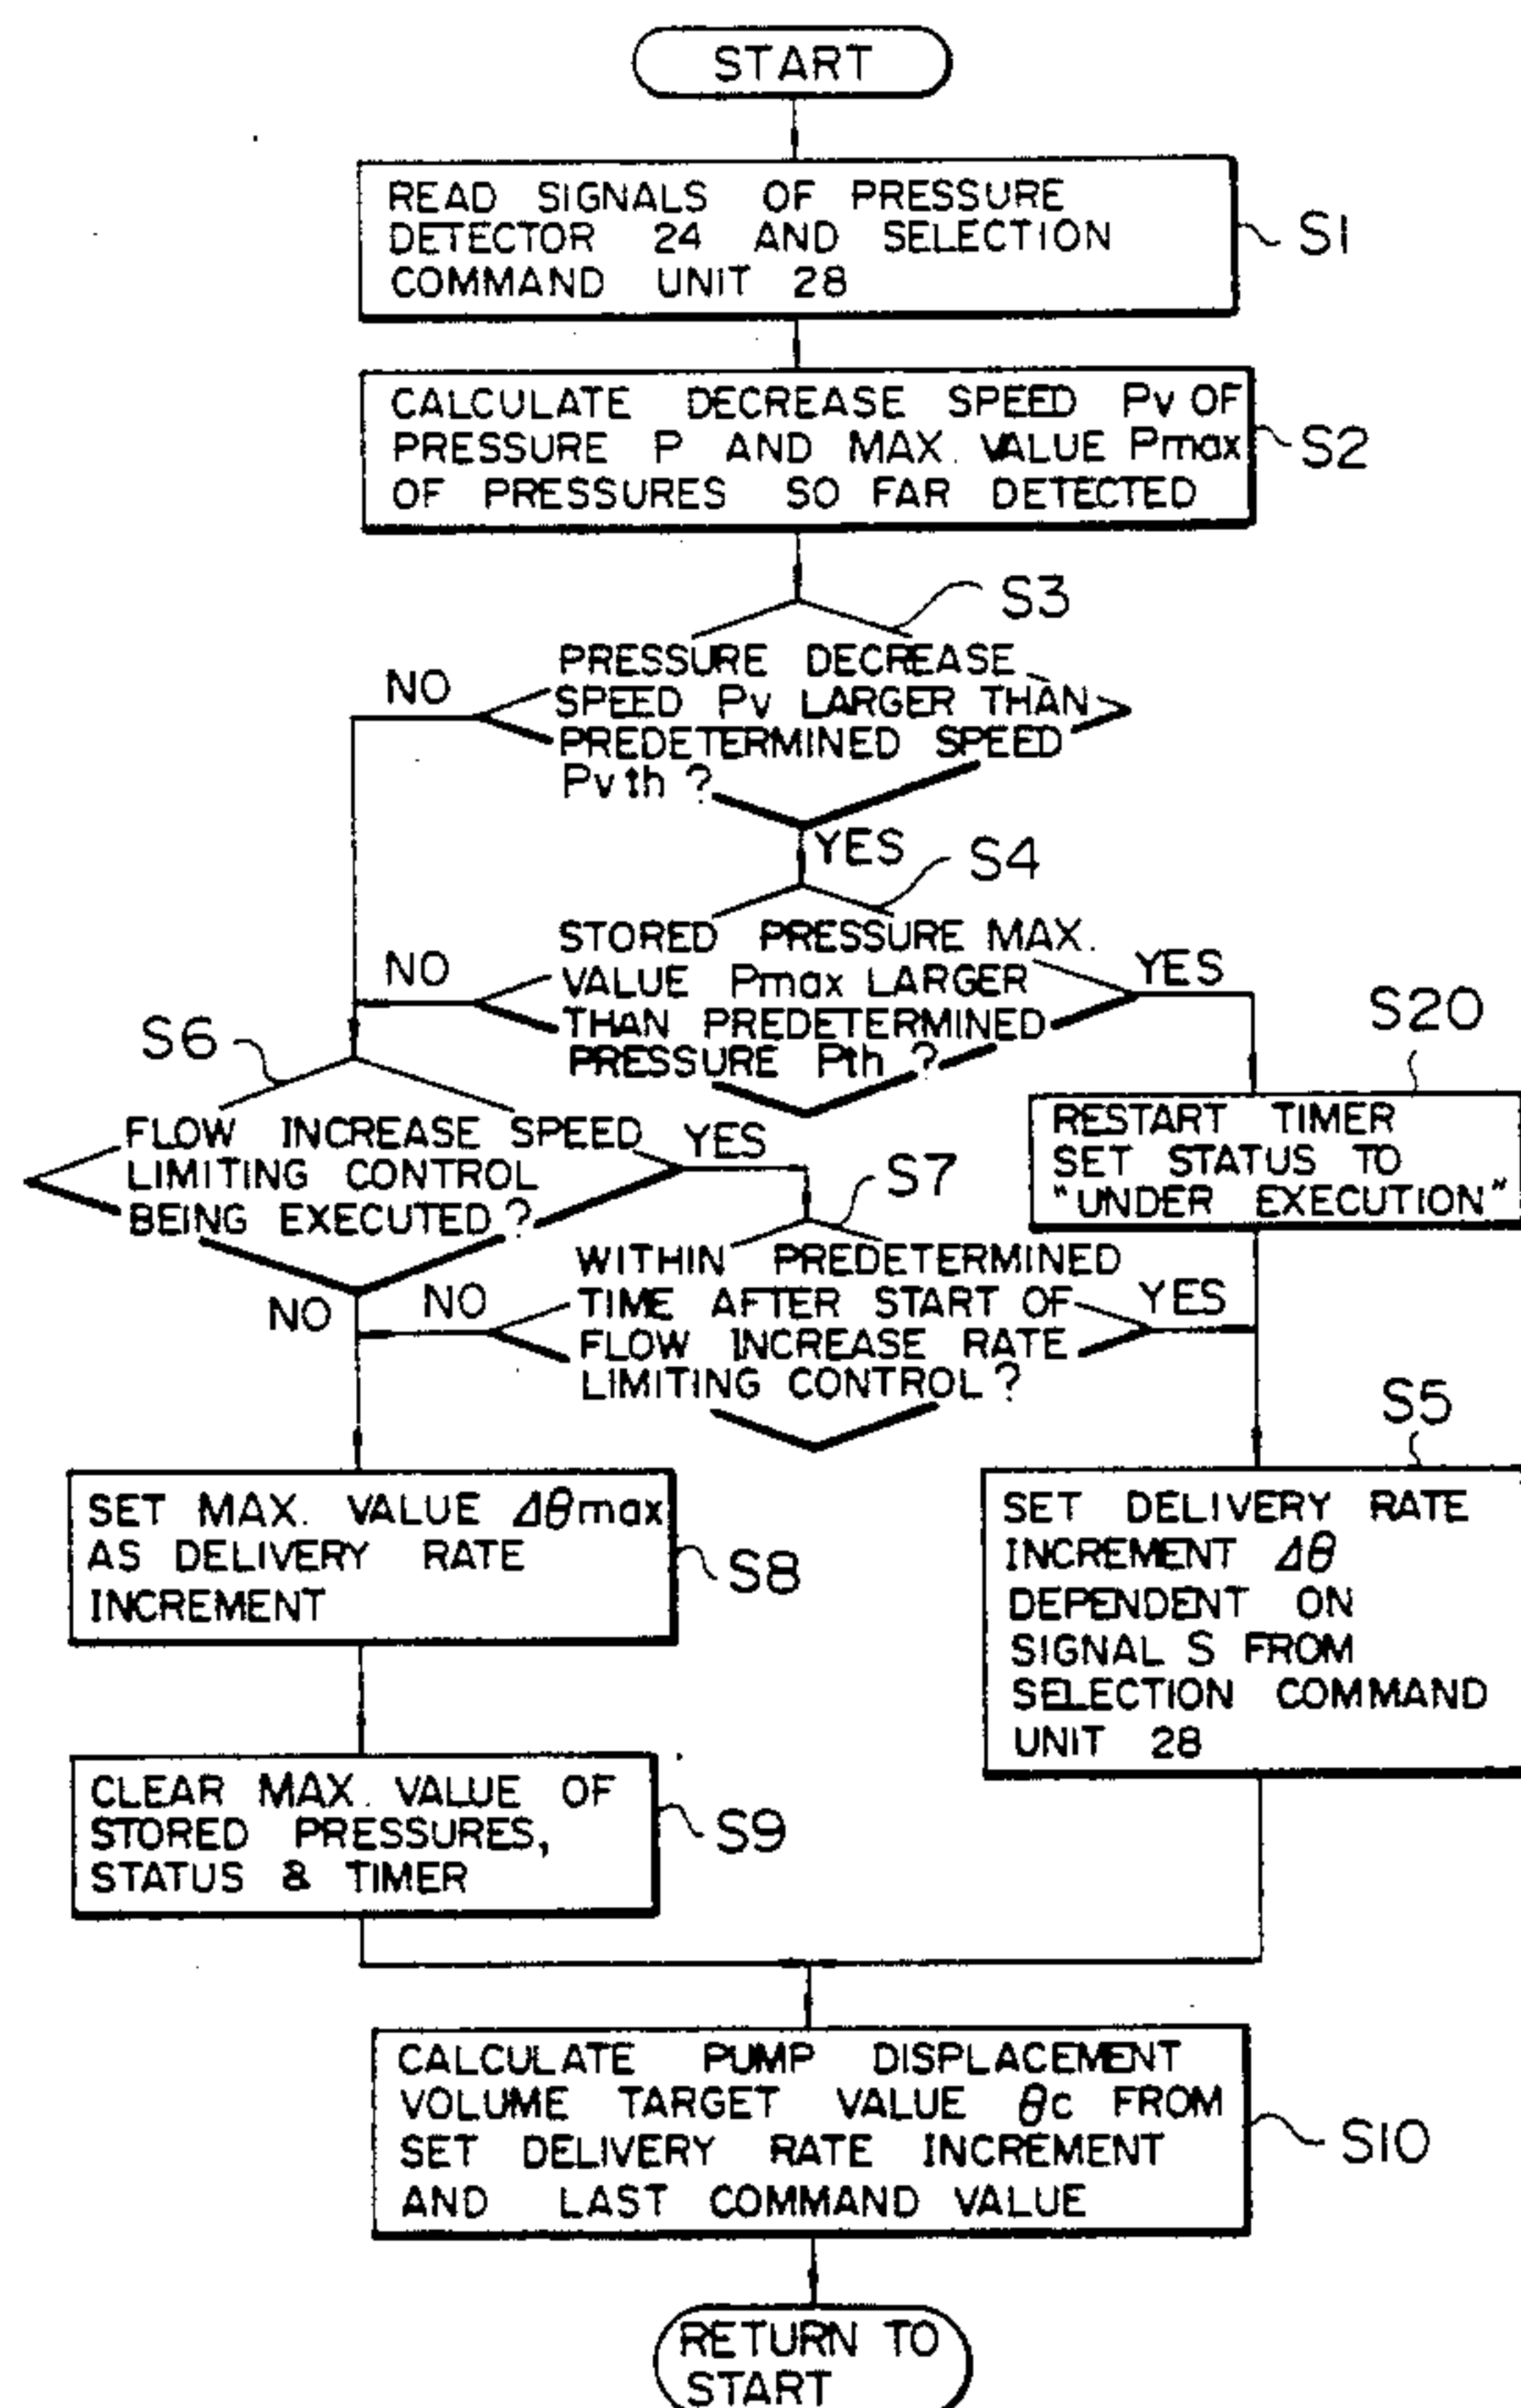 START
READ SIGNALS OF PRESSURE
DETECTOR 24 AND SELECTION
COMMAND UNIT 28
S1
CALCULATE DECREASE SPEED Pv OF
PRESSURE P AND MAX. VALUE Pmax
OF PRESSURES SO FAR DETECTED
S2
S3
PRESSURE DECREASE
SPEED Pv LARGER THAN
PREDETERMINED SPEED
Pvth ?
NO
YES
S4
STORED PRESSURE MAX.
VALUE Pmax LARGER
THAN PREDETERMINED
PRESSURE Pth ?
NO
YES
S20
RESTART TIMER
SET STATUS TO
"UNDER EXECUTION"
S6
FLOW INCREASE SPEED
LIMITING CONTROL
BEING EXECUTED ?
YES
NO
S7
WITHIN PREDETERMINED
TIME AFTER START OF
FLOW INCREASE RATE
LIMITING CONTROL ?
NO
YES
S5
SET DELIVERY RATE
INCREMENT Δθ
DEPENDENT ON
SIGNAL S FROM
SELECTION COMMAND
UNIT 28
SET MAX. VALUE Δθmax
AS DELIVERY RATE
INCREMENT
S8
CLEAR MAX. VALUE OF
STORED PRESSURES,
STATUS & TIMER
S9
CALCULATE PUMP DISPLACEMENT
VOLUME TARGET VALUE θc FROM
SET DELIVERY RATE INCREMENT
AND LAST COMMAND VALUE
S10
RETURN TO
START